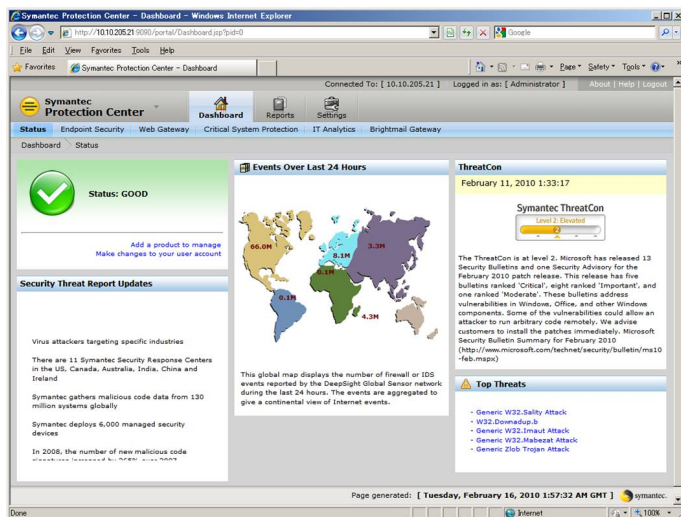 Symantec Protection Center - Dashboard - Windows Internet Explorer
http://10.10.205.21:9090/portal/Dashboard.jsp?pid=0
Google
File Edit View Favorites Tools Help
Favorites Symantec Protection Center - Dashboard
Page Safety Tools
Connected To: [ 10.10.205.21 ] Logged in as: [ Administrator ] About | Help | Logout
Symantec
Protection Center
Dashboard Reports Settings
Status Endpoint Security Web Gateway Critical System Protection IT Analytics Brightmail Gateway
Dashboard Status
Status: GOOD
Add a product to manage
Make changes to your user account
Security Threat Report Updates
Virus attackers targeting specific industries
There are 11 Symantec Security Response Centers
in the US, Canada, Australia, India, China and
Ireland
Symantec gathers malicious code data from 130
million systems globally
Symantec deploys 6,000 managed security
devices
In 2008, the number of new malicious code
signatures increased by 265% over 2007
Events Over Last 24 Hours
66.0M
8.1M
3.3M
0.1M
0.1M
4.3M
This global map displays the number of firewall or IDS
events reported by the DeepSight Global Sensor network
during the last 24 hours. The events are aggregated to
give a continental view of Internet events.
ThreatCon
February 11, 2010 1:33:17
Symantec ThreatCon
Level 2: Elevated
2
The ThreatCon is at level 2. Microsoft has released 13
Security Bulletins and one Security Advisory for the
February 2010 patch release. This release has five
bulletins ranked 'Critical', eight ranked 'Important', and
one ranked 'Moderate'. These bulletins address
vulnerabilities in Windows, Office, and other Windows
components. Some of the vulnerabilities could allow an
attacker to run arbitrary code remotely. We advise
customers to install the patches immediately. Microsoft
Security Bulletin Summary for February 2010
(http://www.microsoft.com/technet/security/bulletin/ms10
-feb.mspx)
Top Threats
- Generic W32.Sality Attack
- W32.Downadup.b
- Generic W32.Imaut Attack
- Generic W32.Mabezat Attack
- Generic Zlob Trojan Attack
Page generated: [ Tuesday, February 16, 2010 1:57:32 AM GMT ] symantec.
Done Internet 100%